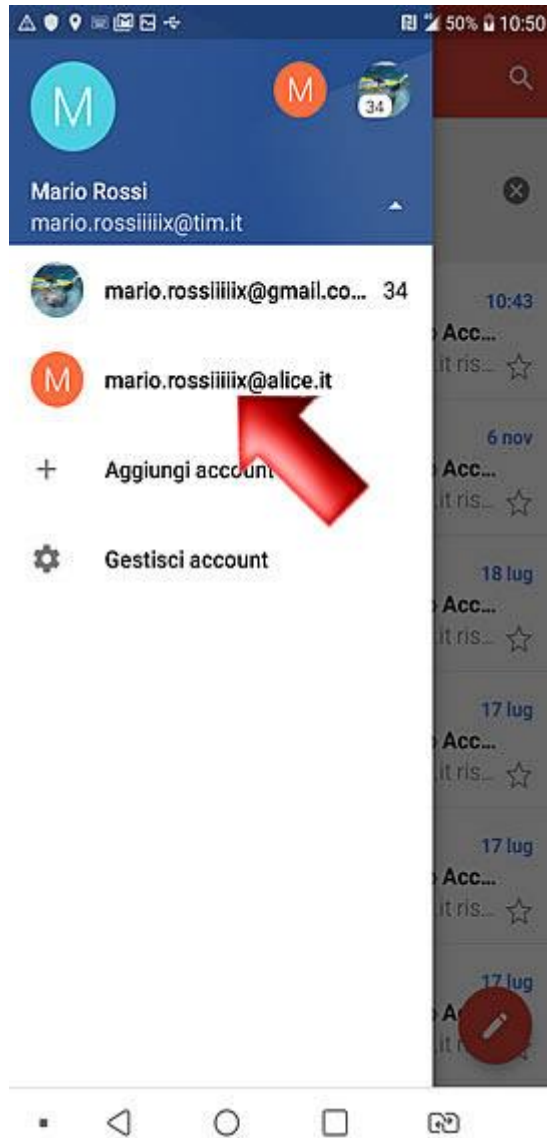 50% 10:50
M
M
34
Mario Rossi
mario.rossiiiiix@tim.it
mario.rossiiiiix@gmail.co... 34
M
mario.rossiiiiix@alice.it
Aggiungi account
Gestisci account
10:43
Acc...
.it ris...
6 nov
Acc...
.it ris...
18 lug
Acc...
.it ris...
17 lug
Acc...
.it ris...
17 lug
Acc...
.it ris...
17 lug